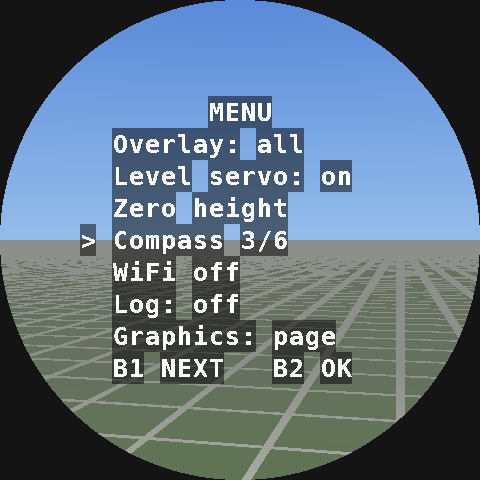 MENU
Overlay: all
Level servo: on
Zero height
> Compass 3/6
WiFi off
Log: off
Graphics: page
B1 NEXT B2 OK